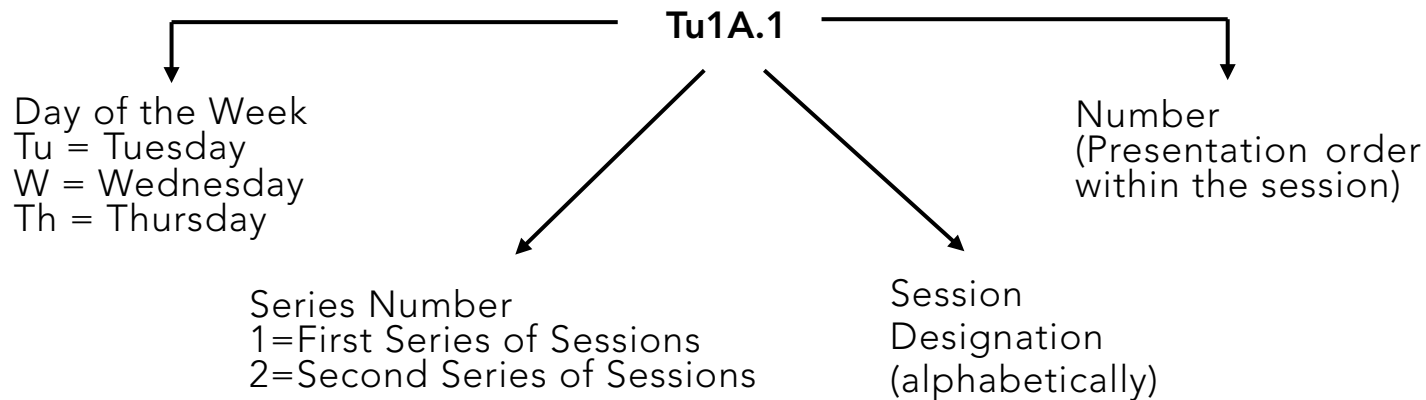 Tu1A.1
Day of the Week
Tu = Tuesday
W = Wednesday
Th = Thursday
Number
(Presentation order
within the session)
Series Number
1=First Series of Sessions
2=Second Series of Sessions
Session
Designation
(alphabetically)